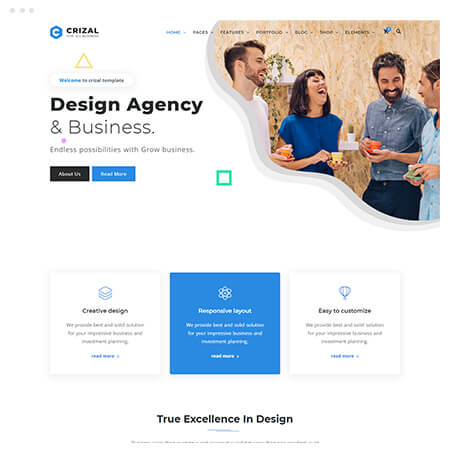 CRIZAL
HOME PAGES FEATURES PORTFOLIO BLOG SHOP ELEMENTS
Welcome to crizal template
Design Agency
& Business.
Endless possibilities with Grow business.
About Us Read More
Creative design
We provide best and solid solution
for your impressive business and
investment planning.
read more
Responsive layout
We provide best and solid solution
for your impressive business and
investment planning.
read more
Easy to customize
We provide best and solid solution
for your impressive business and
investment planning.
read more
True Excellence In Design